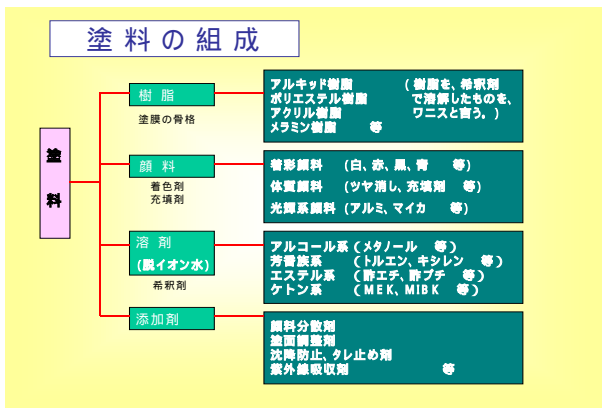 塗料の組成
塗料
樹脂
塗膜の骨格
アルキッド樹脂 (樹脂を、希釈剤
ポリエステル樹脂 で溶解したものを、
アクリル樹脂 ワニスと言う。)
メラミン樹脂 等
顔料
着色剤
充填剤
着彩顔料 (白、赤、黒、青 等)
体質顔料 (ツヤ消し、充填剤 等)
光輝系顔料 (アルミ、マイカ 等)
溶剤
(脱イオン水)
希釈剤
アルコール系 (メタノール 等)
芳香族系 (トルエン、キシレン 等)
エステル系 (酢エチ、酢ブチ 等)
ケトン系 (MEK、MIBK 等)
添加剤
顔料分散剤
塗面調整剤
沈降防止、タレ止め剤
紫外線吸収剤 等